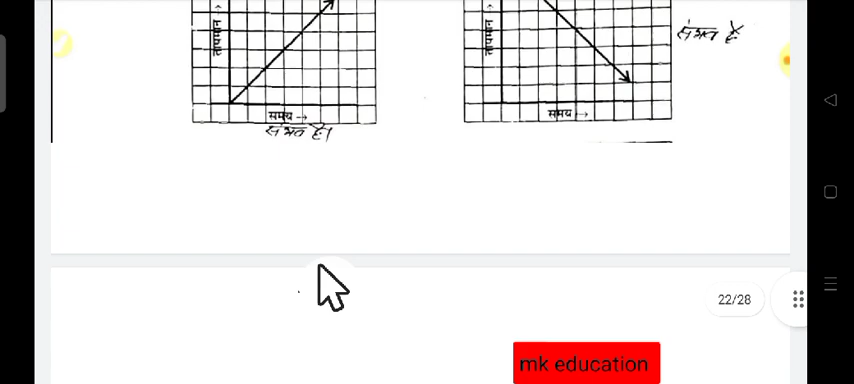 तापमान →
समय →
संभव है।
तापमान →
समय →
संभव है
22/28
mk education